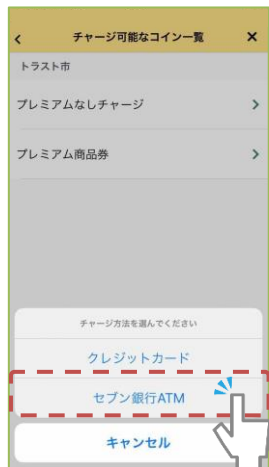 チャージ可能なコイン一覧
トラスト市
プレミアムなしチャージ
プレミアム商品券
チャージ方法を選んでください
クレジットカード
セブン銀行ATM
キャンセル